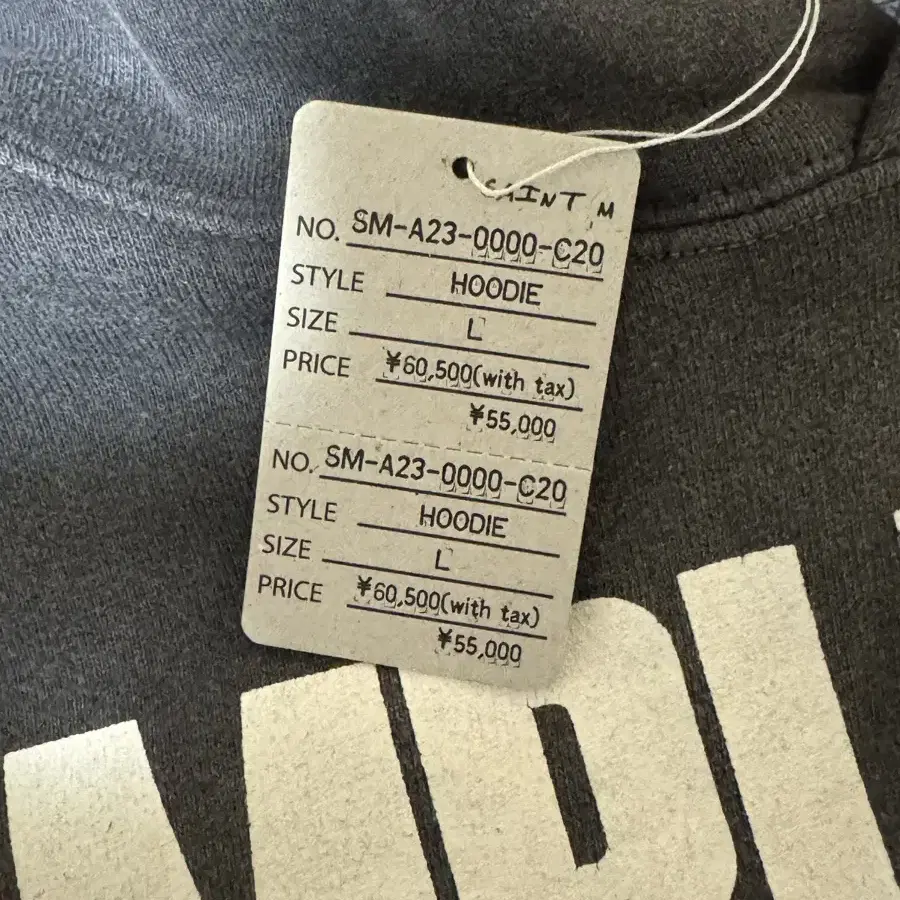 SAINT M
NO. SM-A23-0000-C20
STYLE HOODIE
SIZE L
PRICE ¥60,500(with tax)
¥55,000
NO. SM-A23-0000-C20
STYLE HOODIE
SIZE L
PRICE ¥60,500(with tax)
¥55,000